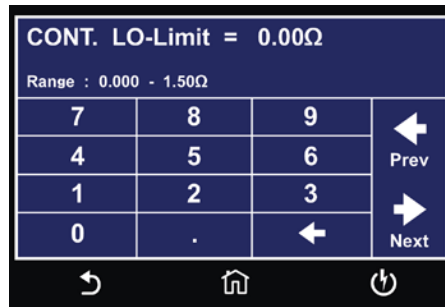 CONT. LO-Limit = 0.00Ω
Range : 0.000 - 1.50Ω
7 8 9
4 5 6
Prev
1 2 3
0 .
Next